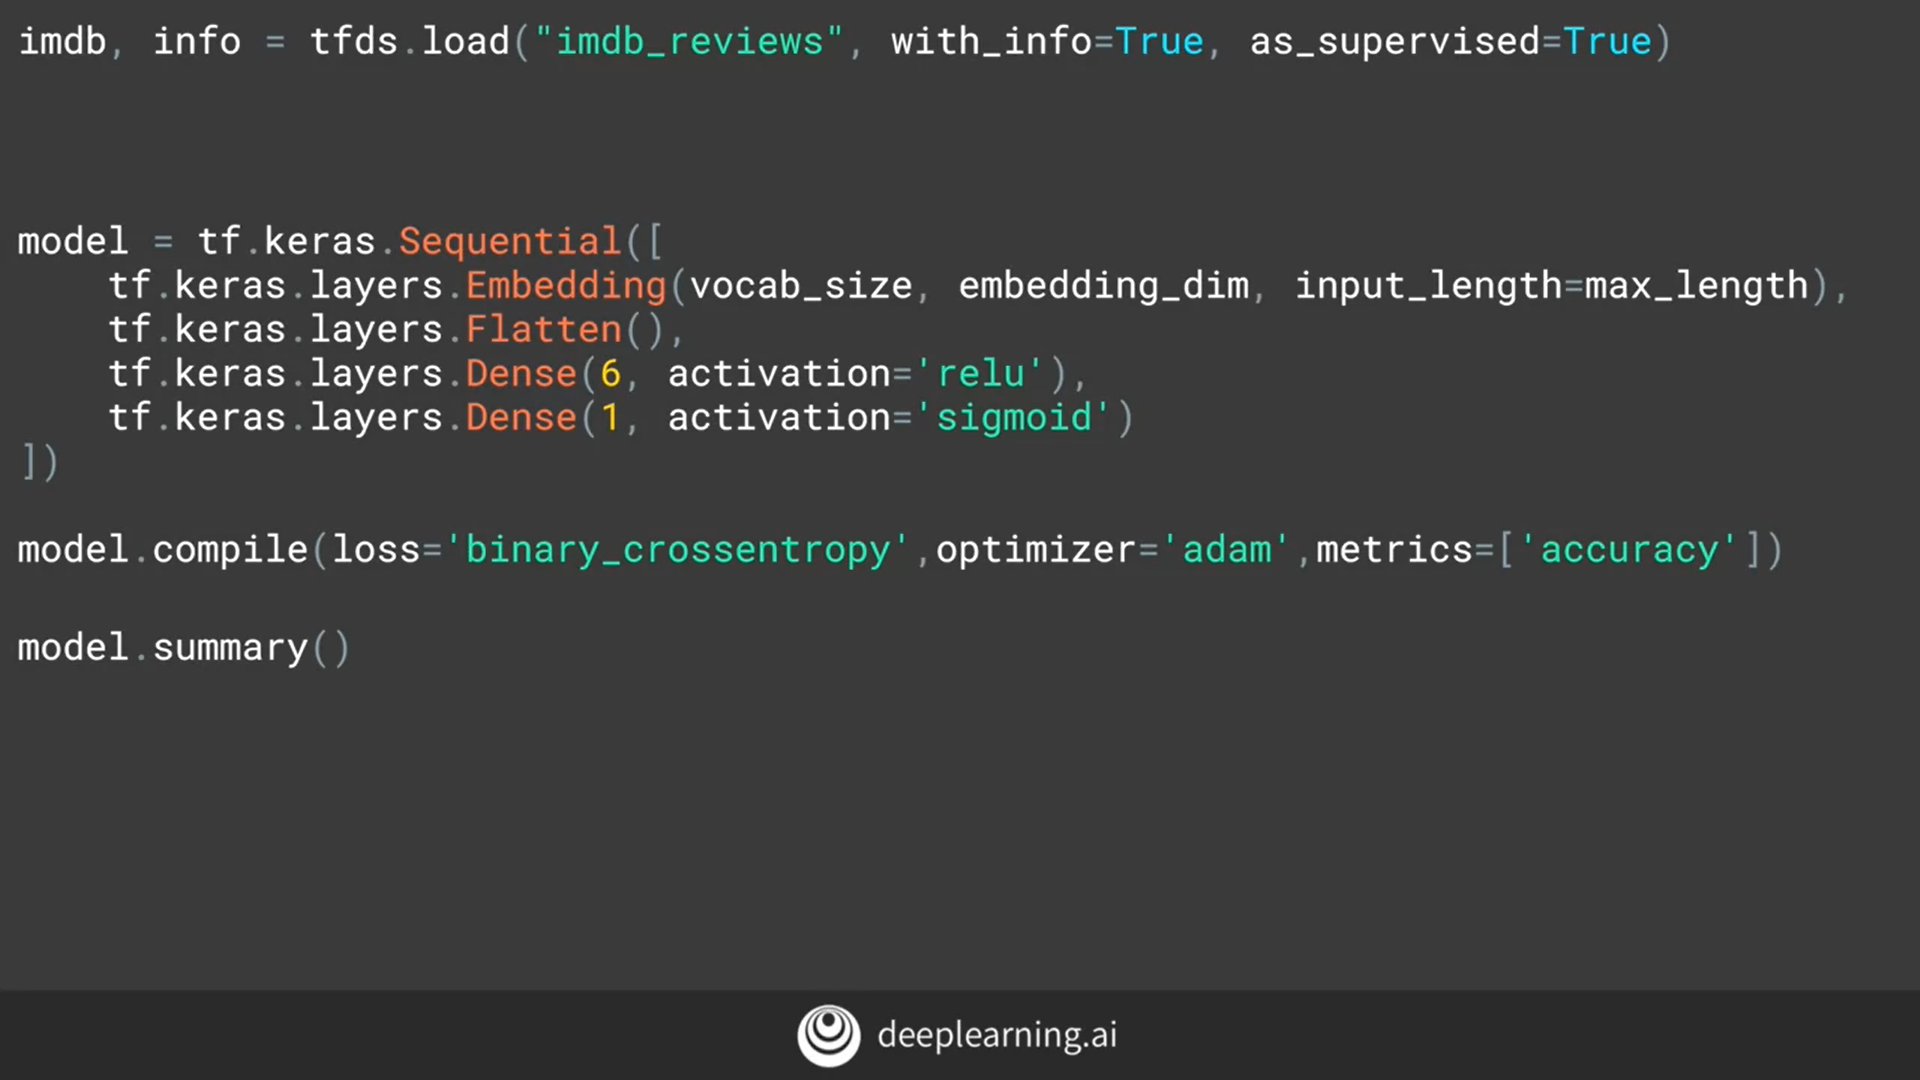 imdb, info = tfds.load("imdb_reviews", with_info=True, as_supervised=True)
model = tf.keras.Sequential([
    tf.keras.layers.Embedding(vocab_size, embedding_dim, input_length=max_length),
    tf.keras.layers.Flatten(),
    tf.keras.layers.Dense(6, activation='relu'),
    tf.keras.layers.Dense(1, activation='sigmoid')
])
model.compile(loss='binary_crossentropy',optimizer='adam',metrics=['accuracy'])
model.summary()
deeplearning.ai